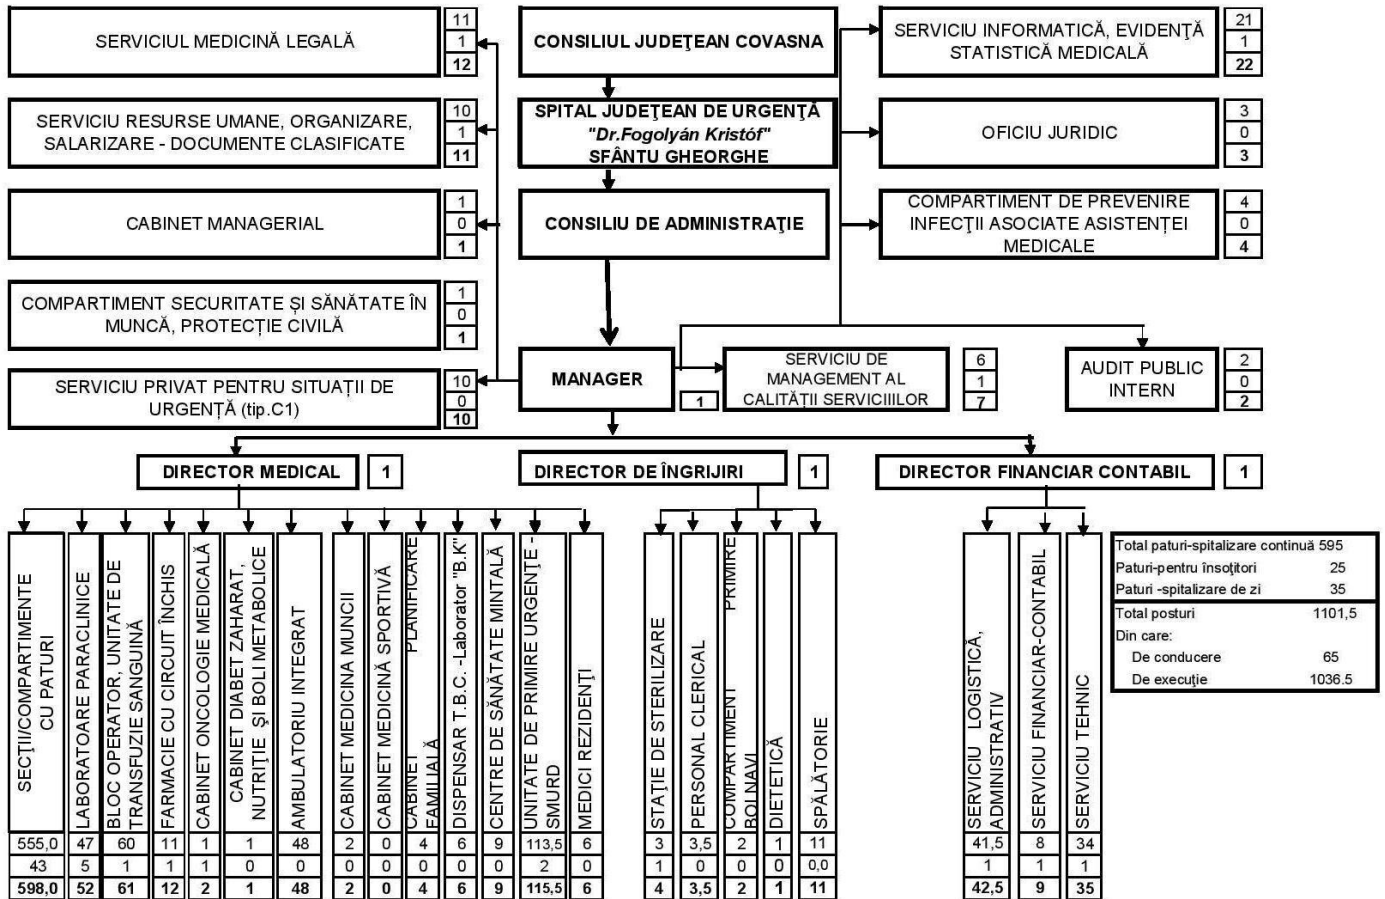 SERVICIUL MEDICINĂ LEGALĂ
11
1
12
SERVICIU RESURSE UMANE, ORGANIZARE,
SALARIZARE - DOCUMENTE CLASIFICATE
10
1
11
CABINET MANAGERIAL
1
0
1
COMPARTIMENT SECURITATE ȘI SĂNĂTATE ÎN
MUNCĂ, PROTECȚIE CIVILĂ
1
0
1
SERVICIU PRIVAT PENTRU SITUAȚII DE
URGENȚĂ (tip.C1)
10
0
10
CONSILIUL JUDEŢEAN COVASNA
SPITAL JUDEŢEAN DE URGENŢĂ
"Dr.Fogolyán Kristóf"
SFÂNTU GHEORGHE
CONSILIU DE ADMINISTRAŢIE
MANAGER
1
SERVICIU DE
MANAGEMENT AL
CALITĂȚII SERVICIIILOR
6
1
7
SERVICIU INFORMATICĂ, EVIDENŢĂ
STATISTICĂ MEDICALĂ
21
1
22
OFICIU JURIDIC
3
0
3
COMPARTIMENT DE PREVENIRE
INFECŢII ASOCIATE ASISTENȚEI
MEDICALE
4
0
4
AUDIT PUBLIC
INTERN
2
0
2
DIRECTOR MEDICAL
1
DIRECTOR DE ÎNGRIJIRI
1
DIRECTOR FINANCIAR CONTABIL
1
SECŢII/COMPARTIMENTE
CU PATURI
555,0
43
598,0
LABORATOARE PARACLINICE
47
5
52
BLOC OPERATOR, UNITATE DE
TRANSFUZIE SANGUINĂ
60
1
61
FARMACIE CU CIRCUIT ÎNCHIS
11
1
12
CABINET ONCOLOGIE MEDICALĂ
1
1
2
CABINET DIABET ZAHARAT,
NUTRIŢIE ȘI BOLI METABOLICE
1
0
1
AMBULATORIU INTEGRAT
48
0
48
CABINET MEDICINA MUNCII
2
0
2
CABINET MEDICINĂ SPORTIVĂ
0
0
0
CABINET PLANIFICARE
FAMILIALĂ
4
0
4
DISPENSAR T.B.C. -Laborator "B.K"
6
0
6
CENTRE DE SĂNĂTATE MINTALĂ
9
0
9
UNITATE DE PRIMIRE URGENŢE -
SMURD
113,5
2
115,5
MEDICI REZIDENŢI
6
0
6
STAŢIE DE STERILIZARE
3
1
4
PERSONAL CLERICAL
3,5
0
3,5
COMPARTIMENT PRIMIRE
BOLNAVI
2
0
2
DIETETICĂ
1
0
1
SPĂLĂTORIE
11
0,0
11
SERVICIU LOGISTICĂ,
ADMINISTRATIV
41,5
1
42,5
SERVICIU FINANCIAR-CONTABIL
8
1
9
SERVICIU TEHNIC
34
1
35
Total paturi-spitalizare continuă 595
Paturi-pentru însoţitori 25
Paturi -spitalizare de zi 35
Total posturi 1101,5
Din care:
De conducere 65
De execuţie 1036.5